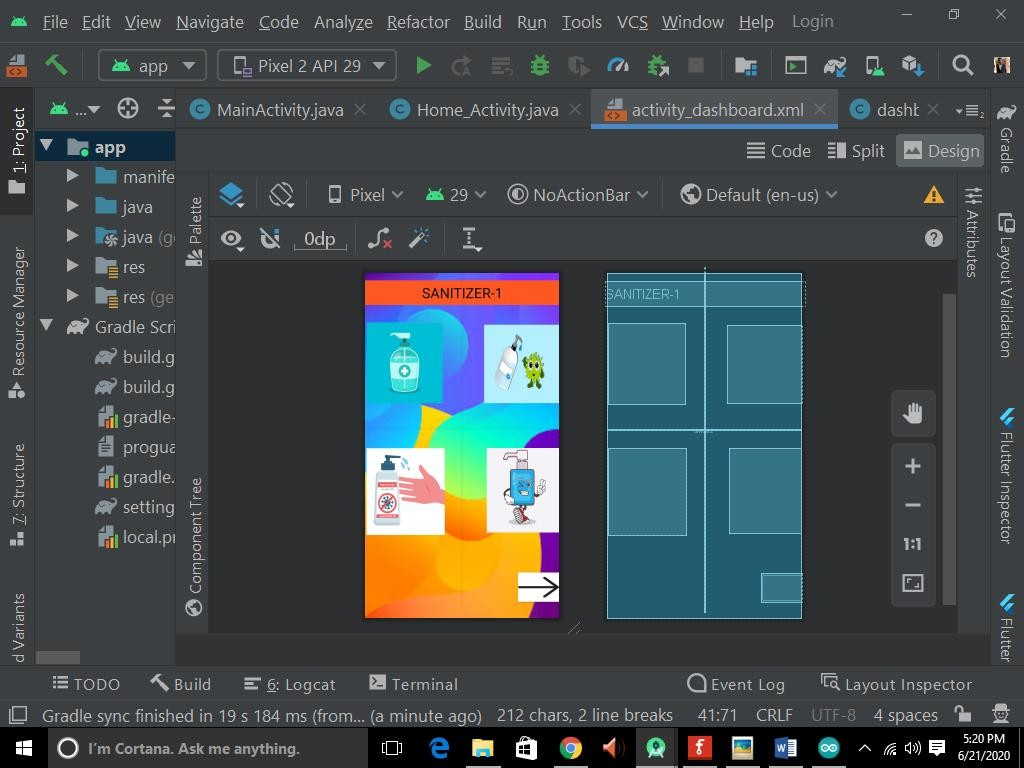 File Edit View Navigate Code Analyze Refactor Build Run Tools VCS Window Help Login
app Pixel 2 API 29
1: Project
...
MainActivity.java Home_Activity.java activity_dashboard.xml dashb
2
Gradle
app
manife
java
java (g
res
res (ge
Gradle Scri
build.g
build.g
gradle-
progua
gradle.
setting
local.pr
Resource Manager
Z: Structure
d Variants
Code Split Design
Palette
Pixel 29 NoActionBar Default (en-us)
0dp
Component Tree
SANITIZER-1
SANITIZER-1
1:1
Attributes
Layout Validation
Flutter Inspector
Flutter
TODO Build 6: Logcat Terminal Event Log Layout Inspector
Gradle sync finished in 19 s 184 ms (from... (a minute ago) 212 chars, 2 line breaks 41:71 CRLF UTF-8 4 spaces
I'm Cortana. Ask me anything.
5:20 PM
6/21/2020